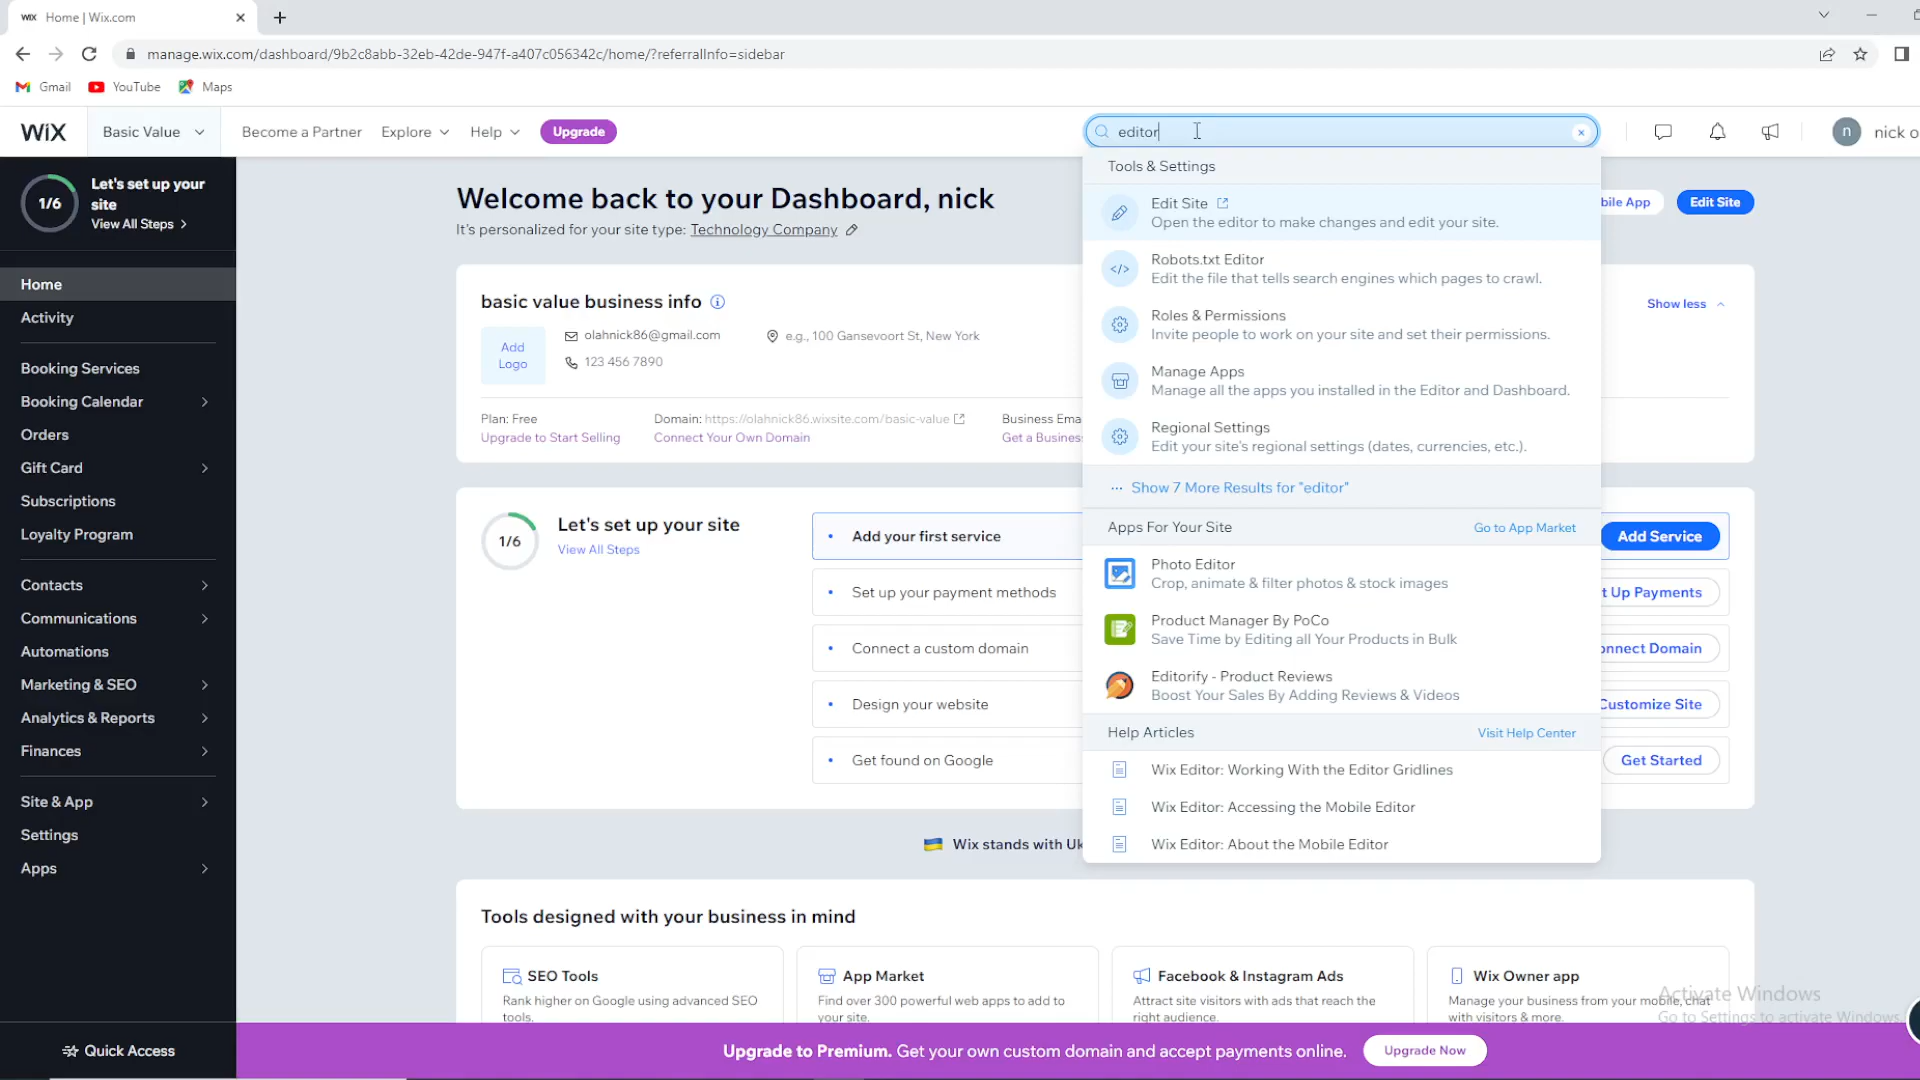 WiX Home | Wix.com
manage.wix.com/dashboard/9b2c8abb-32eb-42de-947f-a407c056342c/home/?referralInfo=sidebar
Gmail YouTube Maps
WiX Basic Value Become a Partner Explore Help Upgrade editor n nick o
1/6 Let's set up your site
View All Steps
Home
Activity
Booking Services
Booking Calendar
Orders
Gift Card
Subscriptions
Loyalty Program
Contacts
Communications
Automations
Marketing & SEO
Analytics & Reports
Finances
Site & App
Settings
Apps
Quick Access
Welcome back to your Dashboard, nick
It's personalized for your site type: Technology Company
bile App Edit Site
basic value business info
Show less
Add
Logo
olahnick86@gmail.com e.g., 100 Gansevoort St, New York
123 456 7890
Plan: Free Domain: https://olahnick86.wixsite.com/basic-value Business Ema
Upgrade to Start Selling Connect Your Own Domain Get a Busines
1/6 Let's set up your site
View All Steps
Add your first service Add Service
Set up your payment methods t Up Payments
Connect a custom domain onnect Domain
Design your website Customize Site
Get found on Google Get Started
Wix stands with Uk
Tools & Settings
Edit Site
Open the editor to make changes and edit your site.
Robots.txt Editor
Edit the file that tells search engines which pages to crawl.
Roles & Permissions
Invite people to work on your site and set their permissions.
Manage Apps
Manage all the apps you installed in the Editor and Dashboard.
Regional Settings
Edit your site's regional settings (dates, currencies, etc.).
... Show 7 More Results for "editor"
Apps For Your Site Go to App Market
Photo Editor
Crop, animate & filter photos & stock images
Product Manager By PoCo
Save Time by Editing all Your Products in Bulk
Editorify - Product Reviews
Boost Your Sales By Adding Reviews & Videos
Help Articles Visit Help Center
Wix Editor: Working With the Editor Gridlines
Wix Editor: Accessing the Mobile Editor
Wix Editor: About the Mobile Editor
Tools designed with your business in mind
SEO Tools
Rank higher on Google using advanced SEO
tools.
App Market
Find over 300 powerful web apps to add to
your site.
Facebook & Instagram Ads
Attract site visitors with ads that reach the
right audience.
Wix Owner app
Manage your business from your mobile, chat
with visitors & more.
Activate Windows
Go to Settings to activate Windows.
Upgrade to Premium. Get your own custom domain and accept payments online. Upgrade Now